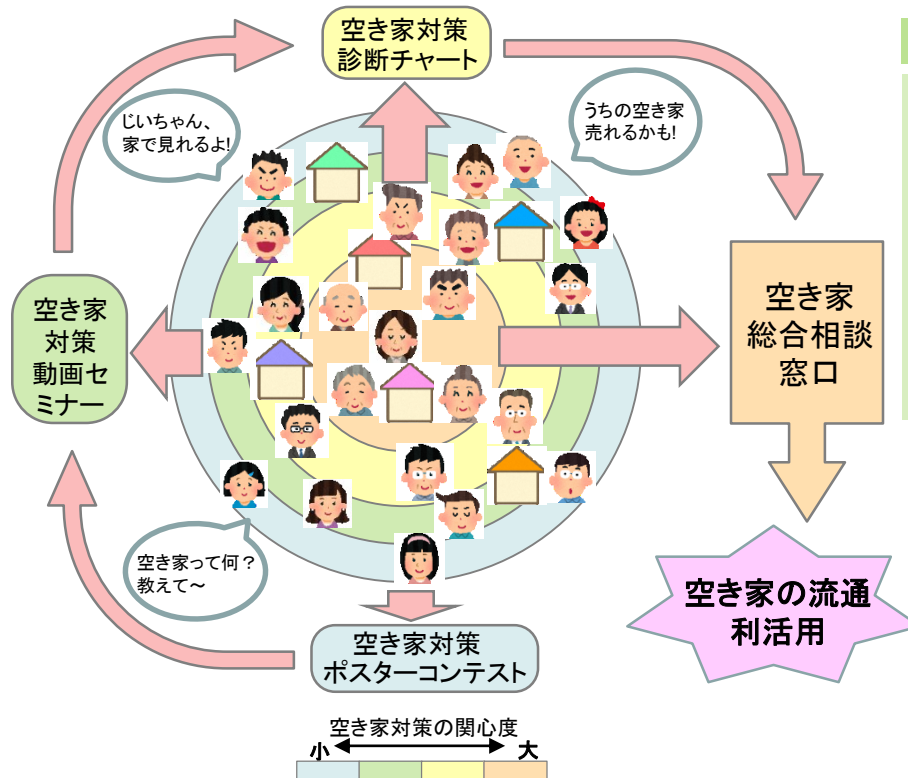 空き家対策
診断チャート
じいちゃん、
家で見れるよ!
うちの空き家
売れるかも!
空き家
対策
動画セ
ミナー
空き家
総合相談
窓口
空き家って何?
教えて～
空き家の流通
利活用
空き家対策
ポスターコンテスト
空き家対策の関心度
小 大